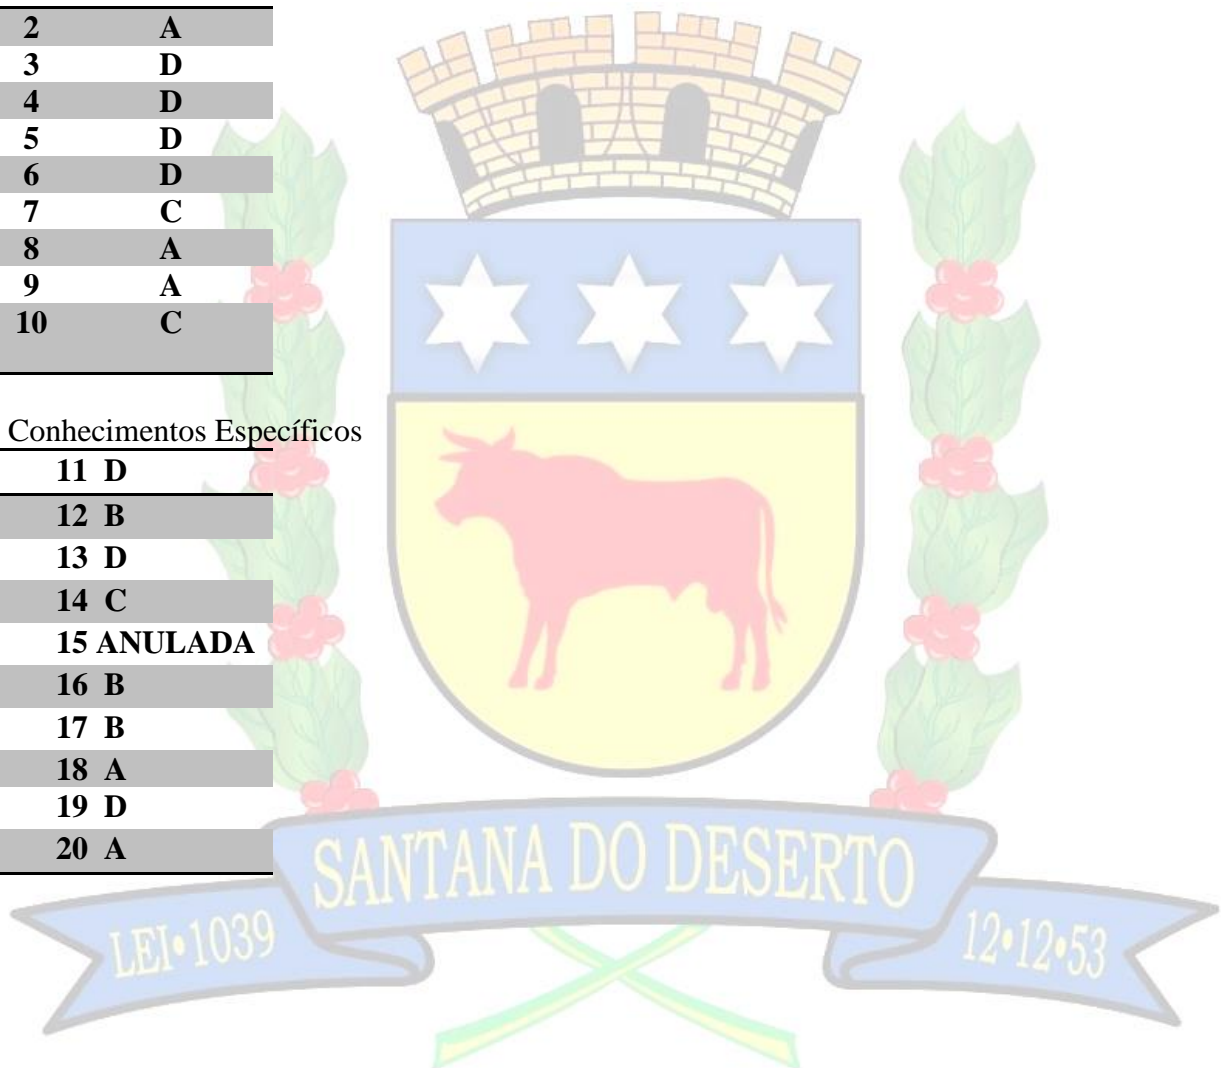 2 A
3 D
4 D
5 D
6 D
7 C
8 A
9 A
10 C
Conhecimentos Específicos
11 D
12 B
13 D
14 C
15 ANULADA
16 B
17 B
18 A
19 D
20 A
SANTANA DO DESERTO
LEI•1039
12•12•53